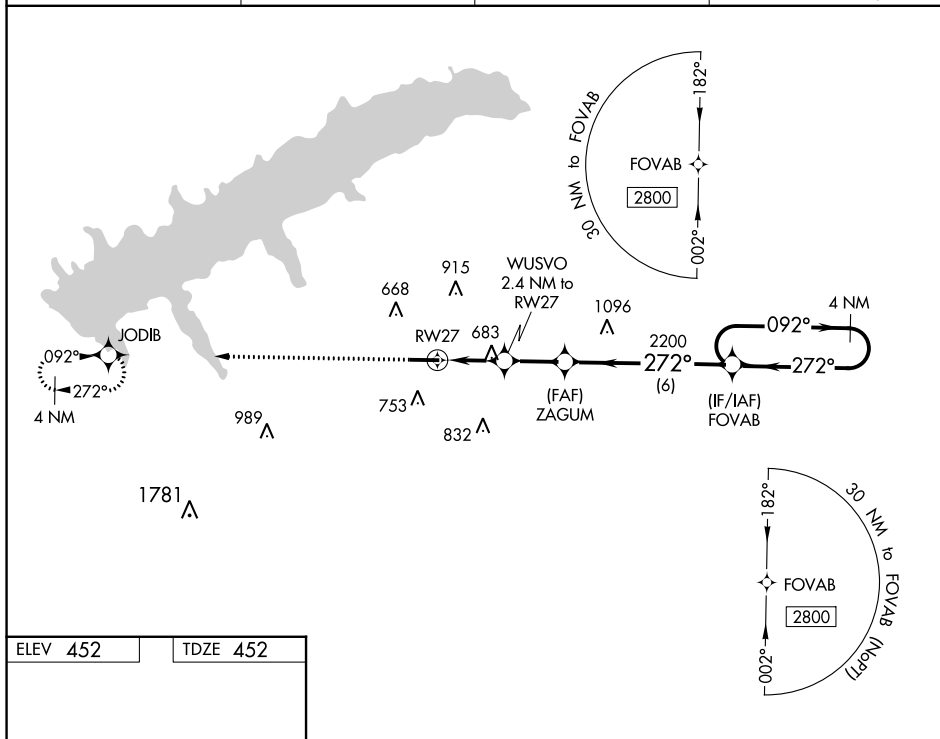 30 NM to FOVAB
182°
FOVAB
2800
002°
915
WUSVO
2.4 NM to
RW27
668
1096
4 NM
JODIB
RW27
683
2200
092°
092°
272°
(6)
272°
272°
4 NM
(FAF)
ZAGUM
(IF/IAF)
FOVAB
753
989
832
1781
182°
30 NM to FOVAB (NoPT)
FOVAB
2800
002°
ELEV 452
TDZE 452